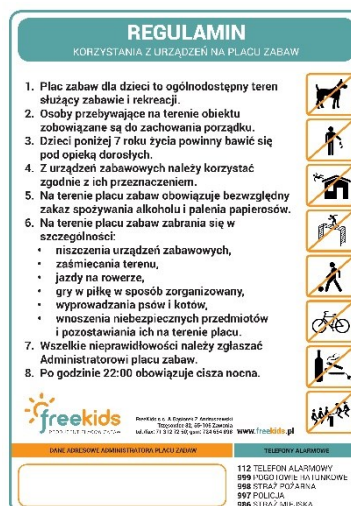 REGULAMIN
KORZYSTANIA Z URZĄDZEŃ NA PLACU ZABAW
1. Plac zabaw dla dzieci to ogólnodostępny teren
służący zabawie i rekreacji.
2. Osoby przebywające na terenie obiektu
zobowiązane są do zachowania porządku.
3. Dzieci poniżej 7 roku życia powinny bawić się
pod opieką dorosłych.
4. Z urządzeń zabawowych należy korzystać
zgodnie z ich przeznaczeniem.
5. Na terenie placu zabaw obowiązuje bezwzględny
zakaz spożywania alkoholu i palenia papierosów.
6. Na terenie placu zabaw zabrania się w
szczególności:
• niszczenia urządzeń zabawowych,
• zaśmiecania terenu,
• jazdy na rowerze,
• gry w piłkę w sposób zorganizowany,
• wyprowadzania psów i kotów,
• wnoszenia niebezpiecznych przedmiotów
i pozostawiania ich na terenie placu.
7. Wszelkie nieprawidłowości należy zgłaszać
Administratorowi placu zabaw.
8. Po godzinie 22:00 obowiązuje cisza nocna.
freekids
PRODUCENT PLACÓW ZABAW
www.freekids.pl
DANE ADRESOWE ADMINISTRATORA PLACU ZABAW
TELEFONY ALARMOWE
112 TELEFON ALARMOWY
999 POGOTOWIE RATUNKOWE
998 STRAŻ POŻARNA
997 POLICJA
986 STRAŻ MIEJSKA